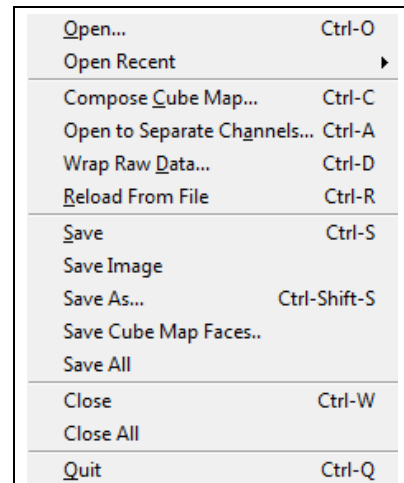 Open... Ctrl-O
Open Recent
Compose Cube Map... Ctrl-C
Open to Separate Channels... Ctrl-A
Wrap Raw Data... Ctrl-D
Reload From File Ctrl-R
Save Ctrl-S
Save Image
Save As... Ctrl-Shift-S
Save Cube Map Faces..
Save All
Close Ctrl-W
Close All
Quit Ctrl-Q